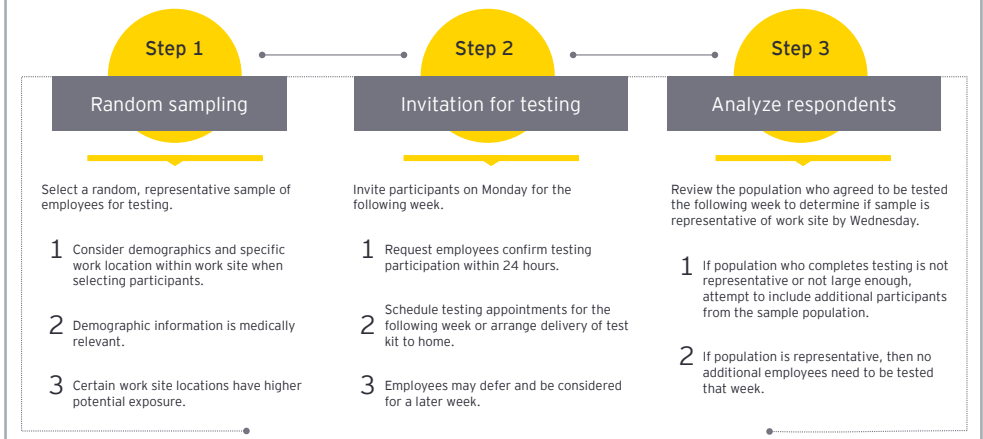 Step 1
Random sampling
Select a random, representative sample of
employees for testing.
1 Consider demographics and specific
work location within work site when
selecting participants.
2 Demographic information is medically
relevant.
3 Certain work site locations have higher
potential exposure.
Step 2
Invitation for testing
Invite participants on Monday for the
following week.
1 Request employees confirm testing
participation within 24 hours.
2 Schedule testing appointments for the
following week or arrange delivery of test
kit to home.
3 Employees may defer and be considered
for a later week.
Step 3
Analyze respondents
Review the population who agreed to be tested
the following week to determine if sample is
representative of work site by Wednesday.
1 If population who completes testing is not
representative or not large enough,
attempt to include additional participants
from the sample population.
2 If population is representative, then no
additional employees need to be tested
that week.